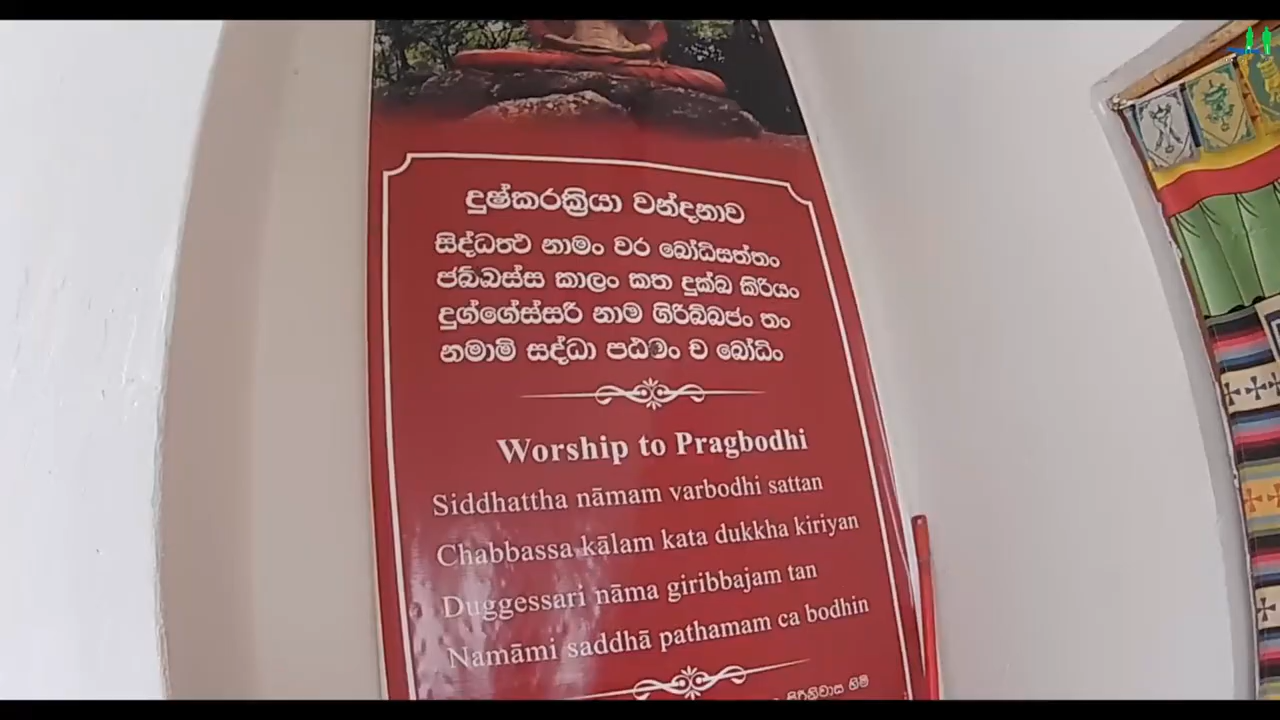 දුෂ්කරක්‍රියා වන්දනාව
සිද්ධත්‍ථ නාමං වර බෝධිසත්තං
ඡබ්බස්ස කාලං කත දුක්ඛ කිරියං
දුග්ගේස්සරි නාම ගිරිබ්බජං තං
නමාමි සද්ධා පඨමං ච බෝධිං
Worship to Pragbodhi
Siddhattha nāmam varbodhi sattan
Chabbassa kālam kata dukkha kiriyan
Duggessari nāma giribbajam tan
Namāmi saddhā pathamam ca bodhin
සිරිනිවාස හිමි